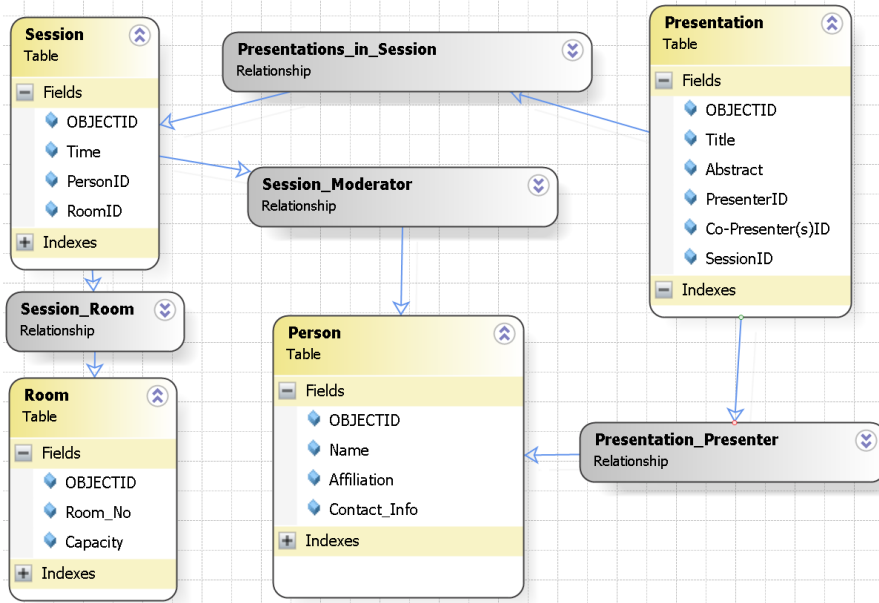 Session
Table
Fields
OBJECTID
Time
PersonID
RoomID
Indexes
Presentations_in_Session
Relationship
Presentation
Table
Fields
OBJECTID
Title
Abstract
PresenterID
Co-Presenter(s)ID
SessionID
Indexes
Session_Moderator
Relationship
Session_Room
Relationship
Room
Table
Fields
OBJECTID
Room_No
Capacity
Indexes
Person
Table
Fields
OBJECTID
Name
Affiliation
Contact_Info
Indexes
Presentation_Presenter
Relationship